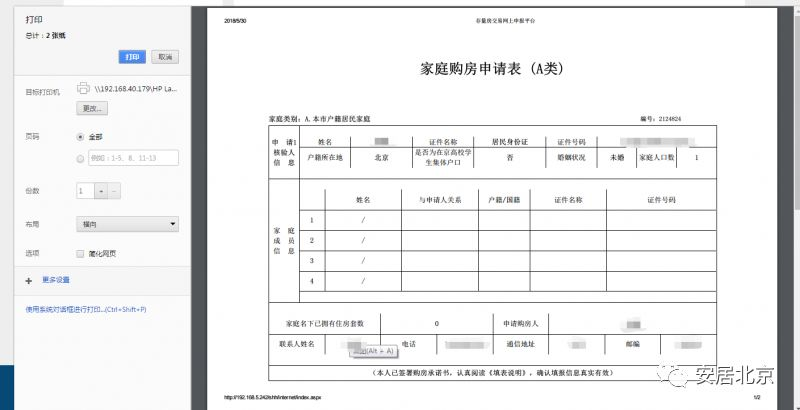 打印
总计：2 张纸
打印 取消
目标打印机 \\192.168.40.179\HP La...
更改...
页码 全部
例如：1-5、8、11-13
份数 1 + -
布局 横向
选项 简化网页
+ 更多设置
使用系统对话框进行打印...(Ctrl+Shift+P)
2018/5/30 存量房交易网上申报平台
家庭购房申请表 (A类)
家庭类别：A.本市户籍居民家庭 编号：2124824
申请1核验人信息
姓名 证件名称 居民身份证 证件号码
户籍所在地 北京 是否为在京高校学生集体户口 否 婚姻状况 未婚 家庭人口数 1
家庭成员信息
姓名 与申请人关系 户籍/国籍 证件名称 证件号码
1 /
2 /
3 /
4 /
家庭名下已拥有住房套数 0 申请购房人
联系人姓名 电话 通信地址 邮编
(Alt + A)
(本人已签署购房承诺书，认真阅读《填表说明》，确认填报信息真实有效)
http://192.168.5.242/shh/internet/index.aspx 1/2
安居北京